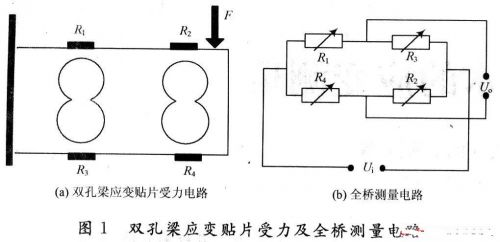 R₁
R₂
F
R₃
R₄
(a) 双孔梁应变贴片受力电路
R₁
R₃
R₄
R₂
Uₒ
Uᵢ
(b) 全桥测量电路
图 1 双孔梁应变贴片受力及全桥测量电